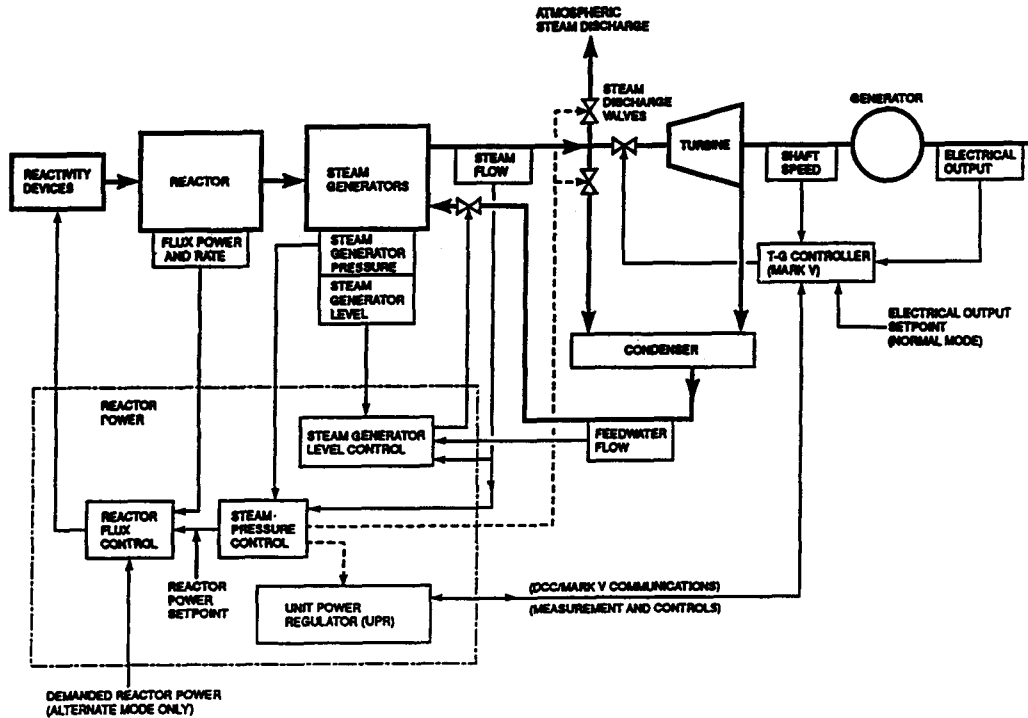 ATMOSPHERIC
STEAM DISCHARGE
STEAM
DISCHARGE
VALVES
GENERATOR
REACTIVITY
DEVICES
REACTOR
STEAM
GENERATORS
STEAM
FLOW
TURBINE
SHAFT
SPEED
ELECTRICAL
OUTPUT
FLUX POWER
AND RATE
STEAM
GENERATOR
PRESSURE
STEAM
GENERATOR
LEVEL
T-G CONTROLLER
(MARK V)
ELECTRICAL OUTPUT
SETPOINT
(NORMAL MODE)
CONDENSER
REACTOR
POWER
STEAM GENERATOR
LEVEL CONTROL
FEEDWATER
FLOW
REACTOR
FLUX
CONTROL
STEAM-
PRESSURE
CONTROL
REACTOR
POWER
SETPOINT
UNIT POWER
REGULATOR (UPR)
(DCC/MARK V COMMUNICATIONS)
(MEASUREMENT AND CONTROLS)
DEMANDED REACTOR POWER
(ALTERNATE MODE ONLY)